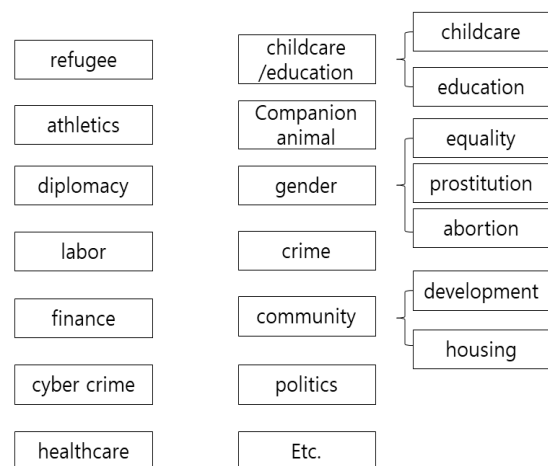 refugee
athletics
diplomacy
labor
finance
cyber crime
healthcare
childcare
/education
Companion
animal
gender
crime
community
politics
Etc.
childcare
education
equality
prostitution
abortion
development
housing